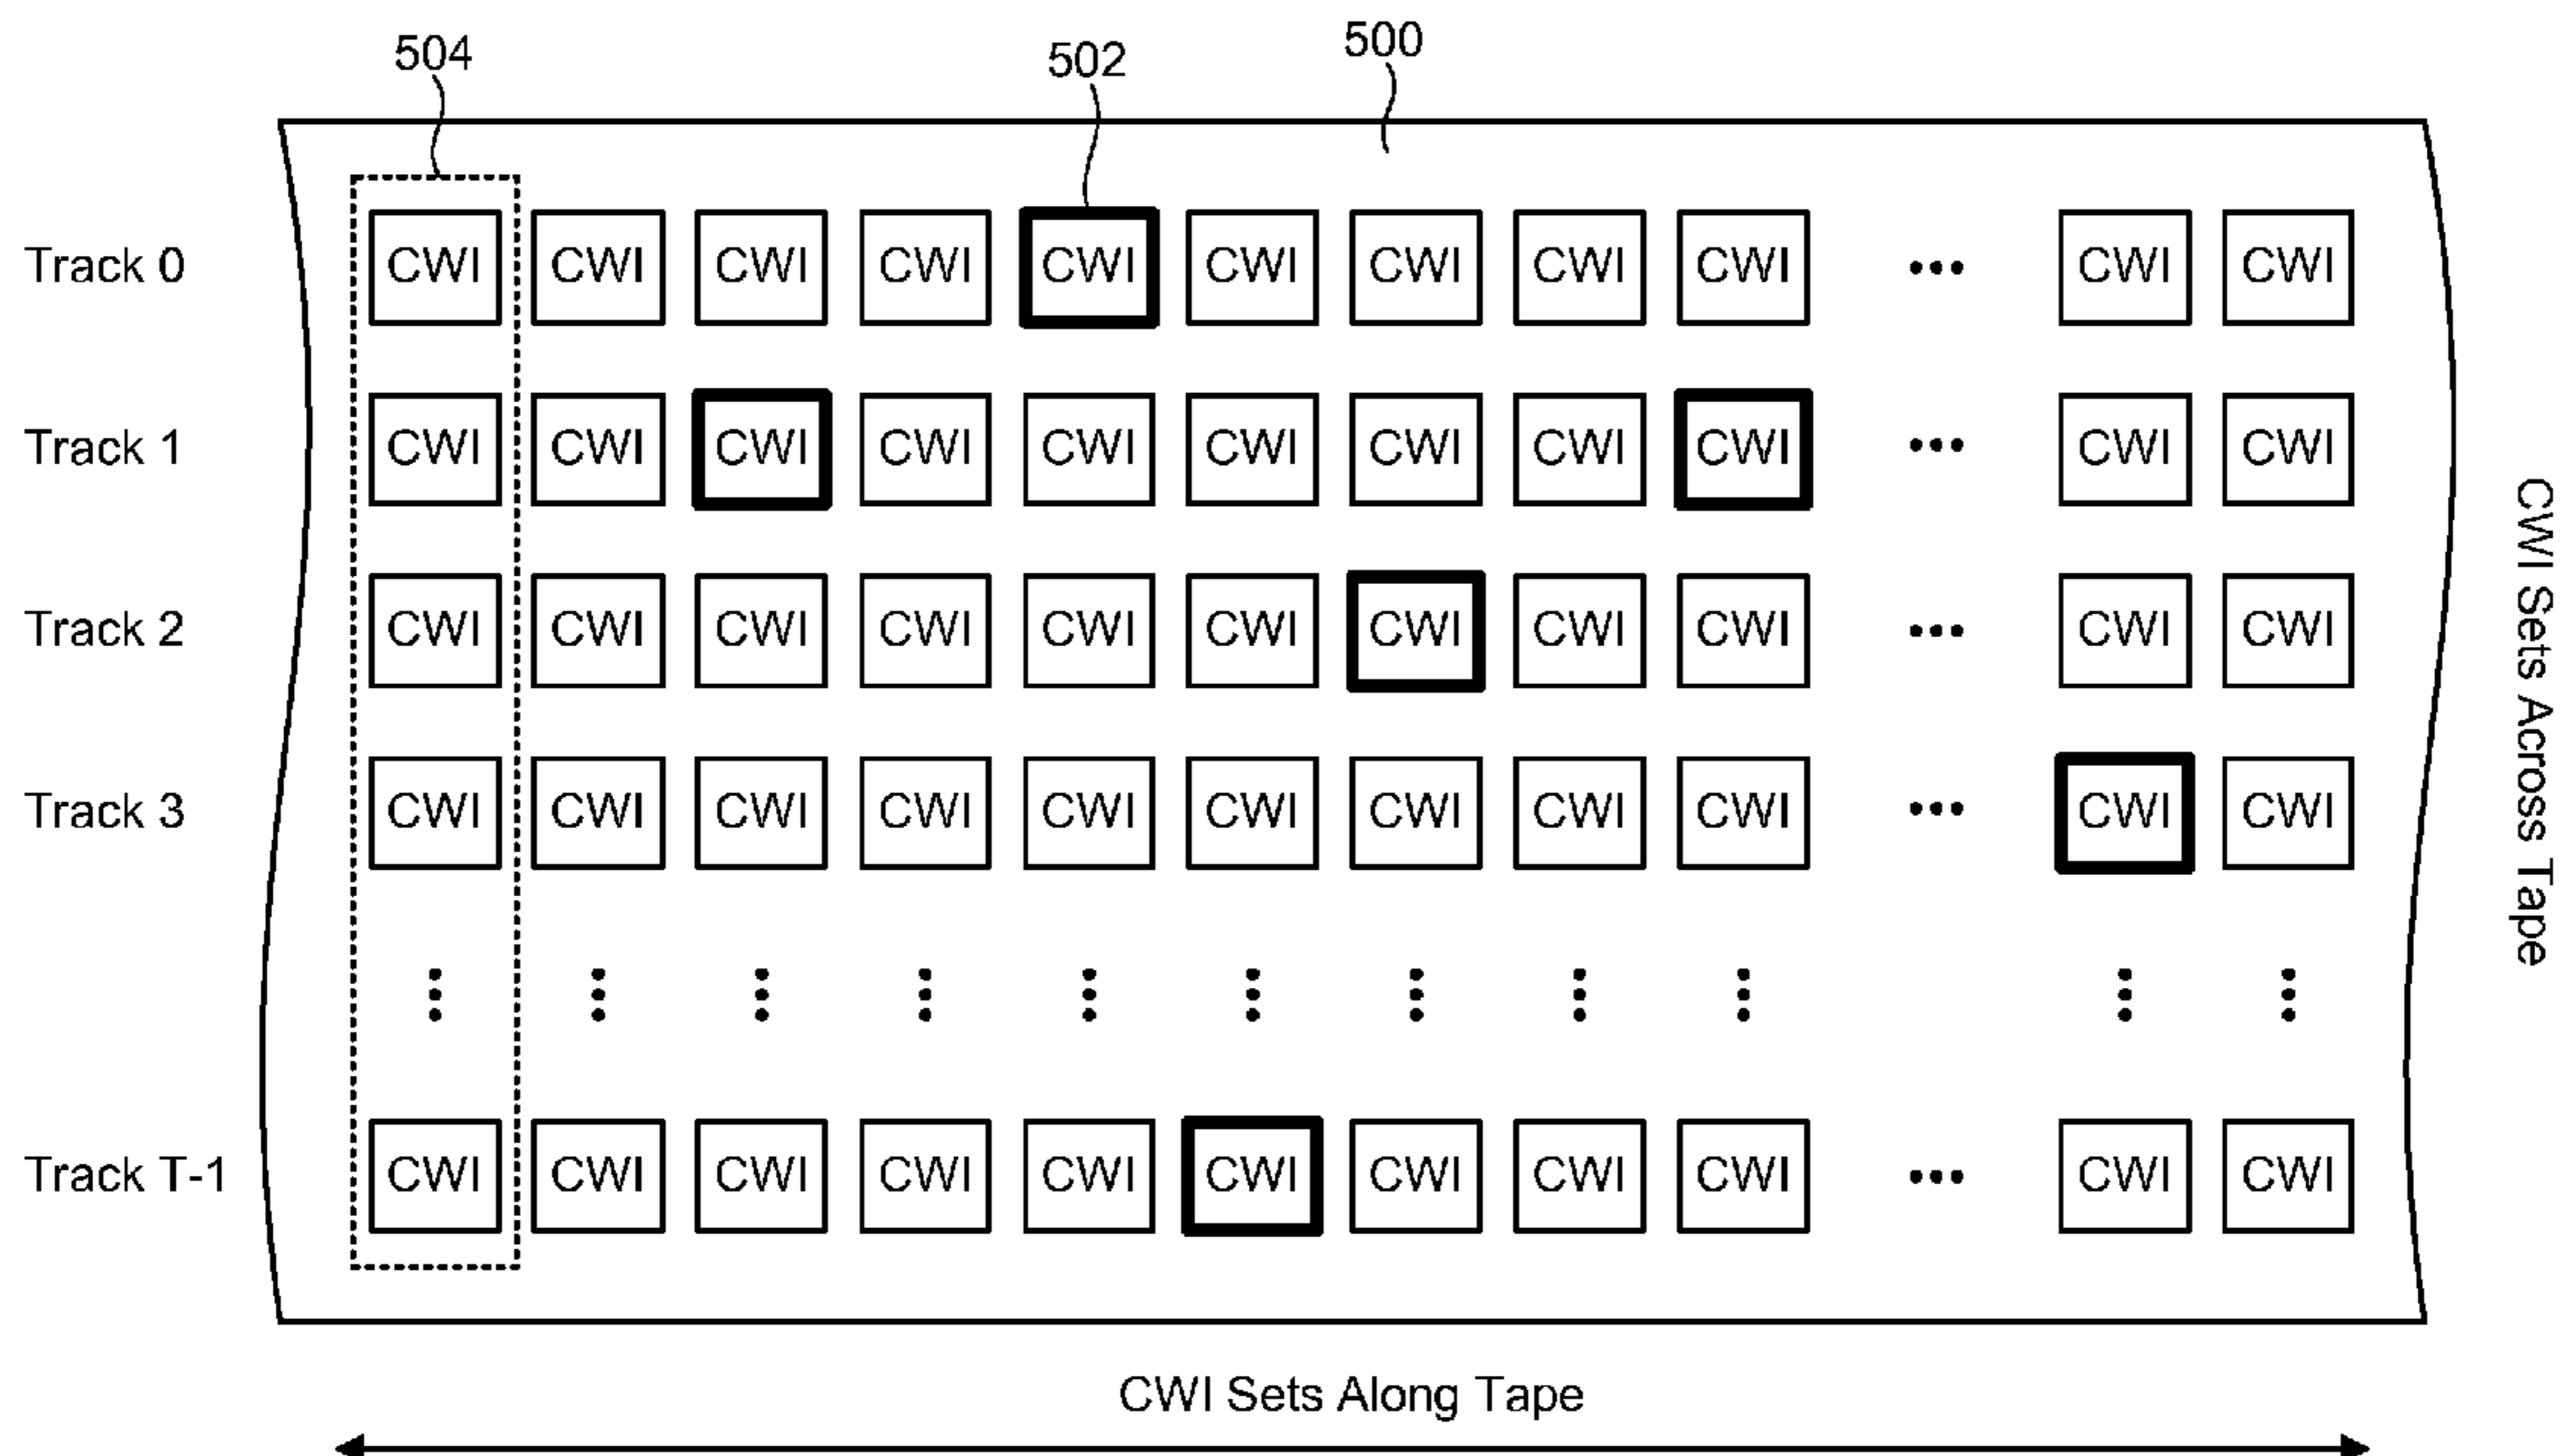 504 502 500
Track 0 CWI CWI CWI CWI CWI CWI CWI CWI CWI ••• CWI CWI
Track 1 CWI CWI CWI CWI CWI CWI CWI CWI CWI ••• CWI CWI
Track 2 CWI CWI CWI CWI CWI CWI CWI CWI CWI ••• CWI CWI
Track 3 CWI CWI CWI CWI CWI CWI CWI CWI CWI ••• CWI CWI
Track T-1 CWI CWI CWI CWI CWI CWI CWI CWI CWI ••• CWI CWI
CWI Sets Across Tape
CWI Sets Along Tape